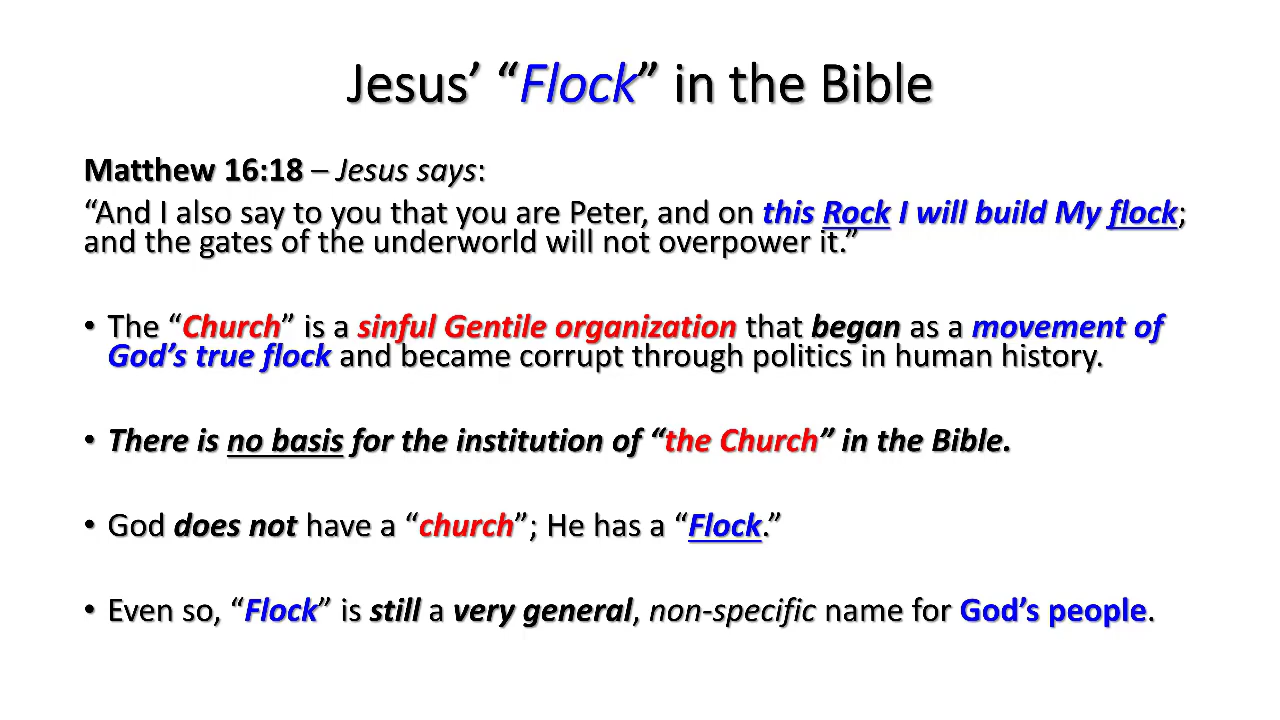 Jesus’ “Flock” in the Bible
Matthew 16:18 – Jesus says:
“And I also say to you that you are Peter, and on this Rock I will build My flock;
and the gates of the underworld will not overpower it.”
• The “Church” is a sinful Gentile organization that began as a movement of
God’s true flock and became corrupt through politics in human history.
• There is no basis for the institution of “the Church” in the Bible.
• God does not have a “church”; He has a “Flock.”
• Even so, “Flock” is still a very general, non-specific name for God’s people.